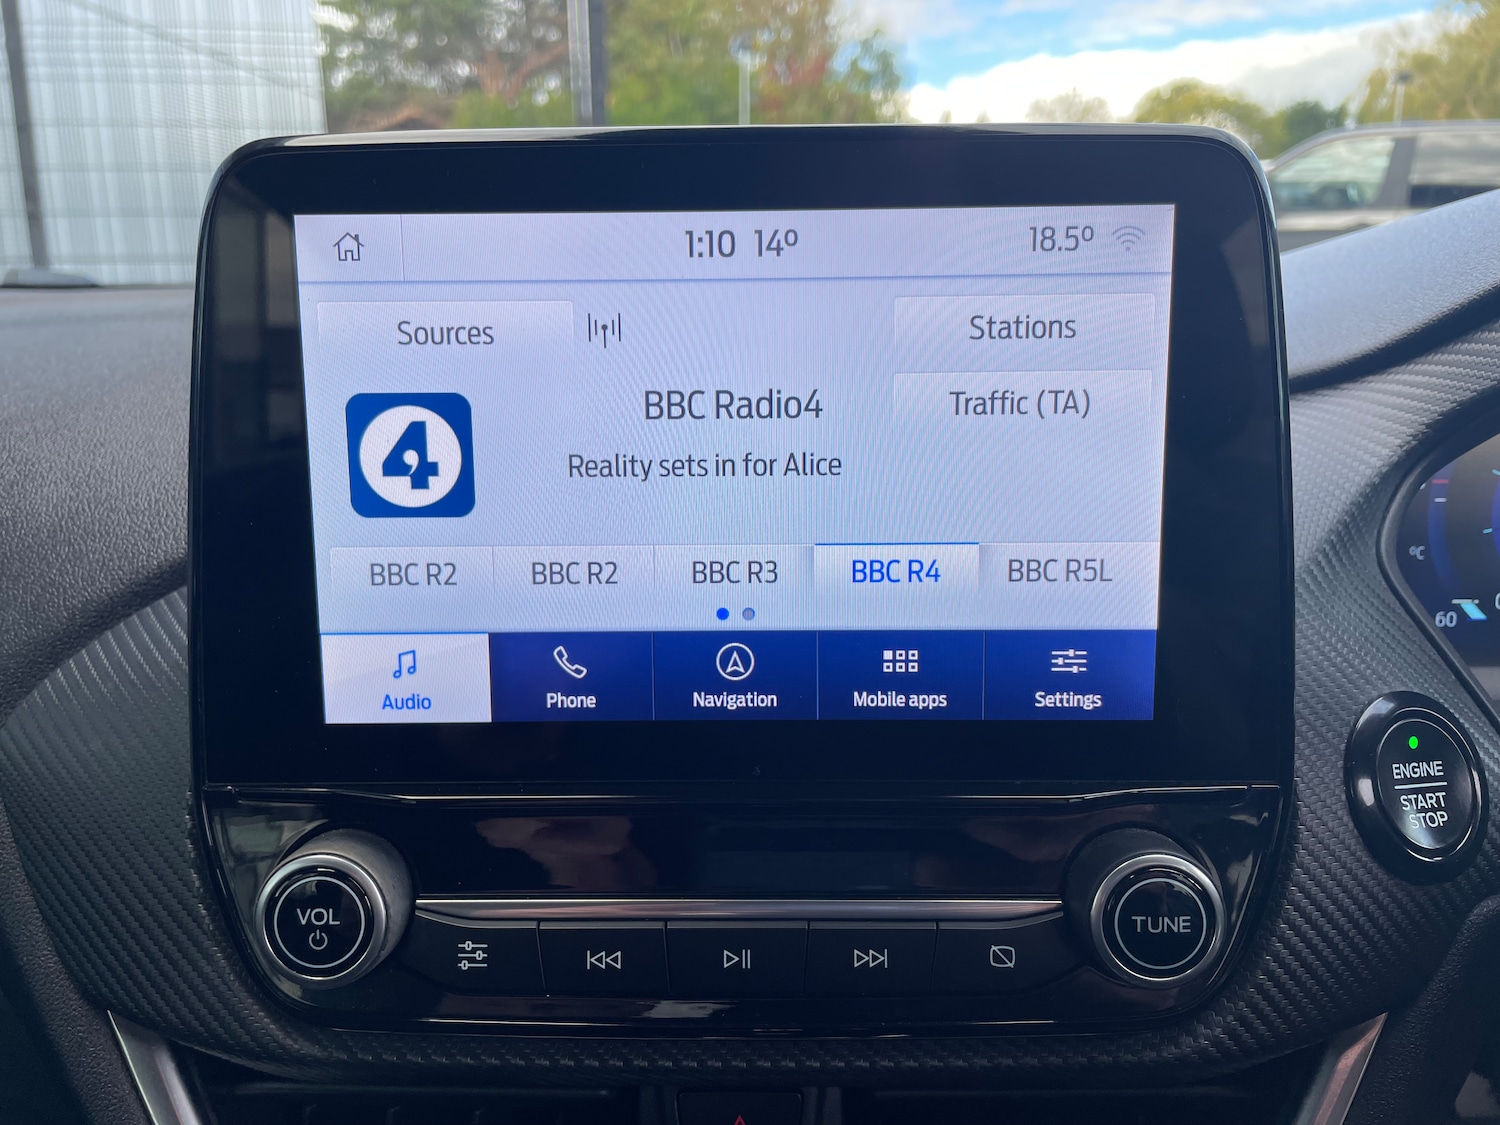 1:10 14º 18.5º
Sources
Stations
BBC Radio4
Traffic (TA)
4
Reality sets in for Alice
BBC R2 BBC R2 BBC R3 BBC R4 BBC R5L
Audio Phone Navigation Mobile apps Settings
ºC
60
ENGINE
START
STOP
VOL
TUNE